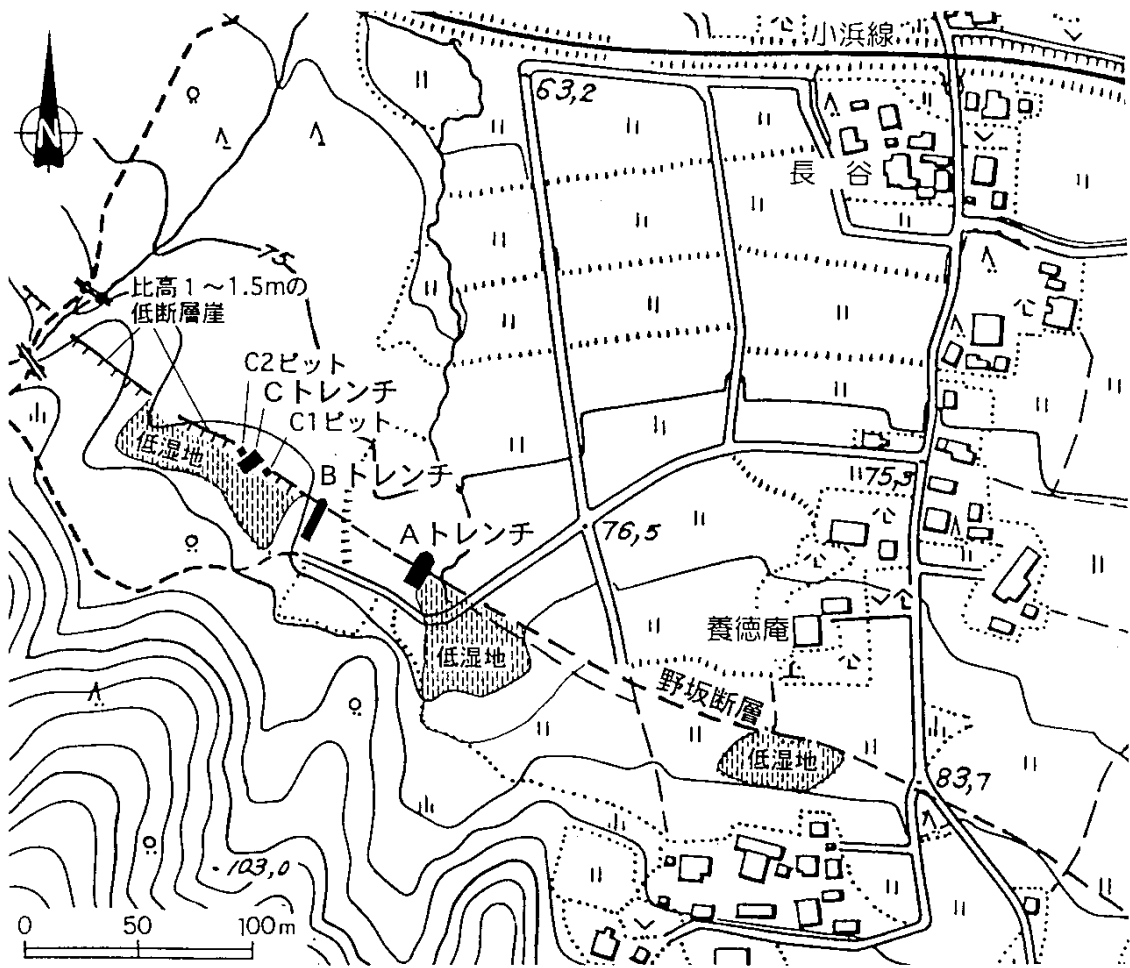 小浜線
63,2
長谷
N
75
比高1~1.5mの
低断層崖
C2ピット
Cトレンチ
C1ピット
低湿地
Bトレンチ
75,3
Aトレンチ
76,5
養徳庵
低湿地
野坂断層
低湿地
83,7
103,0
0 50 100m